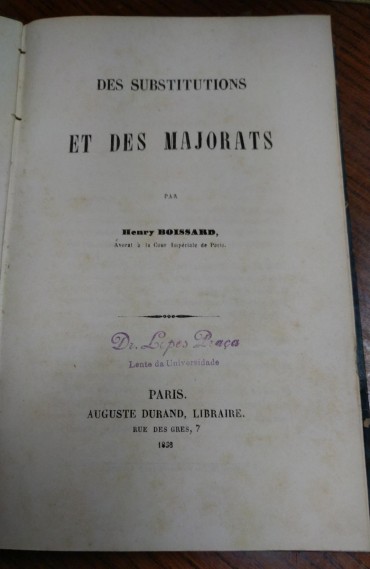 DES SUBSTITUTIONS
ET DES MAJORATS
PAR
Henry BOISSARD,
Avocat à la Cour Impériale de Paris.
Dr. Lopes Praça
Lente da Universidade
PARIS.
AUGUSTE DURAND, LIBRAIRE.
RUE DES GRES, 7
1858